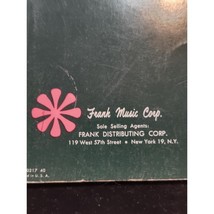 Frank Music Corp.
Sole Selling Agents:
FRANK DISTRIBUTING CORP.
119 West 57th Street • New York 19, N.Y.
U. S. A.